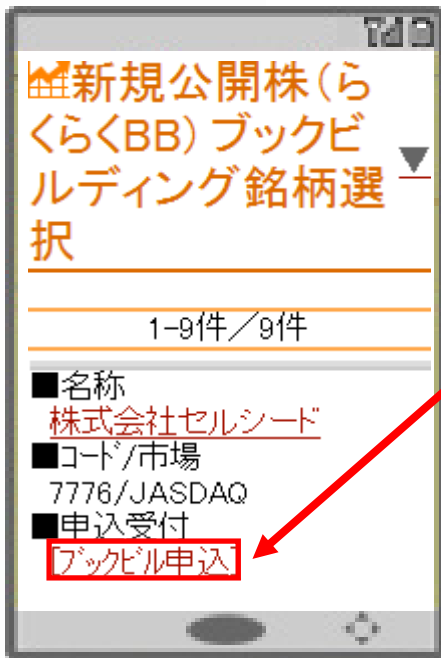 新規公開株(ら
くらくBB)ブックビ
ルディング銘柄選
択
▼
1-9件/9件
■名称
株式会社セルシード
■コード/市場
7776/JASDAQ
■申込受付
[ブックビル申込]